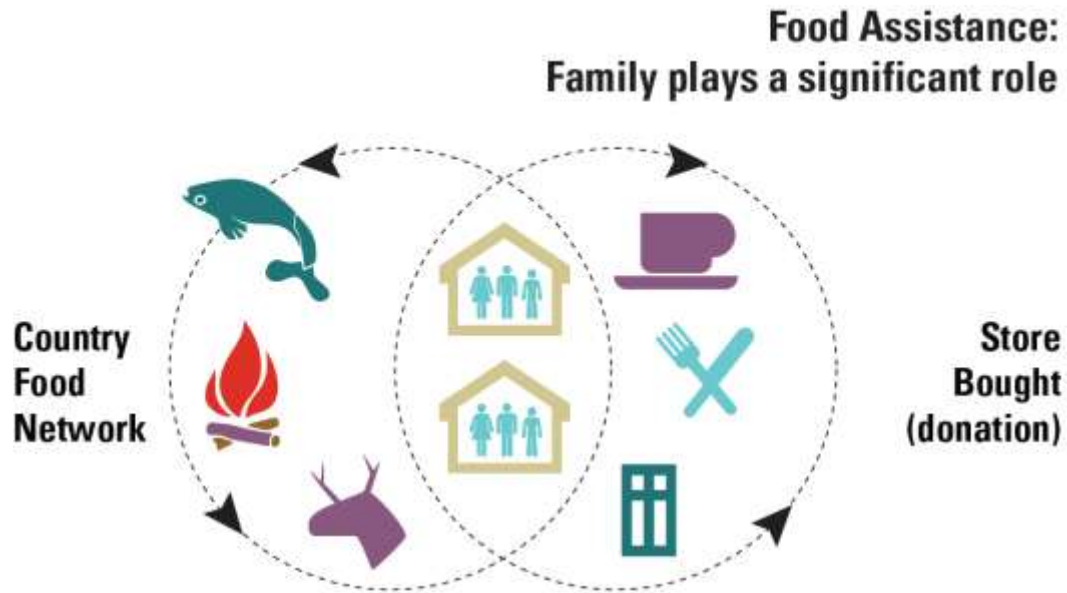 Food Assistance:
Family plays a significant role
Country
Food
Network
Store
Bought
(donation)